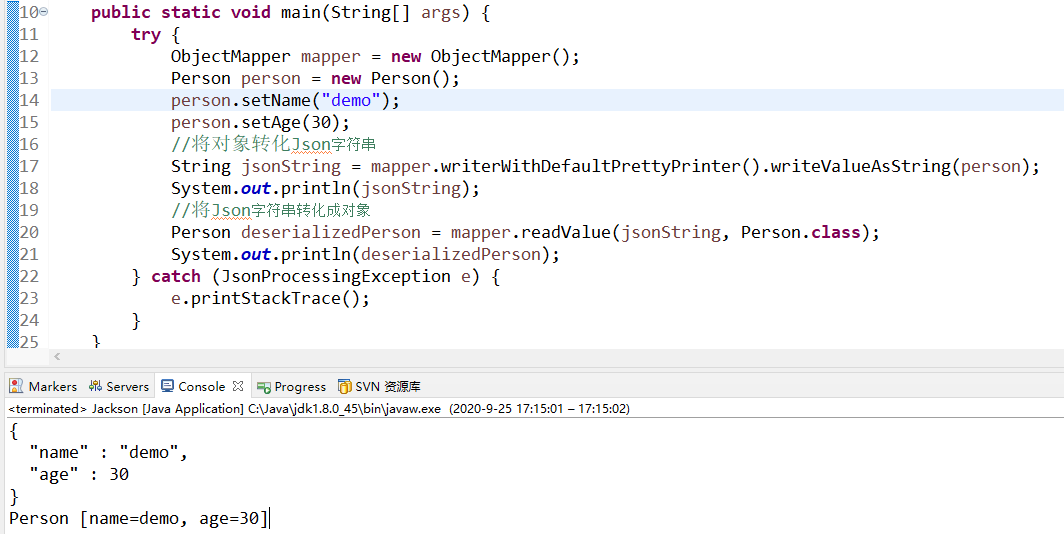 10 public static void main(String[] args) {
11 try {
12 ObjectMapper mapper = new ObjectMapper();
13 Person person = new Person();
14 person.setName("demo");
15 person.setAge(30);
16 //将对象转化Json字符串
17 String jsonString = mapper.writerWithDefaultPrettyPrinter().writeValueAsString(person);
18 System.out.println(jsonString);
19 //将Json字符串转化成对象
20 Person deserializedPerson = mapper.readValue(jsonString, Person.class);
21 System.out.println(deserializedPerson);
22 } catch (JsonProcessingException e) {
23 e.printStackTrace();
24 }
25 }
Markers Servers Console Progress SVN 资源库
<terminated> Jackson [Java Application] C:\Java\jdk1.8.0_45\bin\javaw.exe (2020-9-25 17:15:01 – 17:15:02)
{
"name" : "demo",
"age" : 30
}
Person [name=demo, age=30]